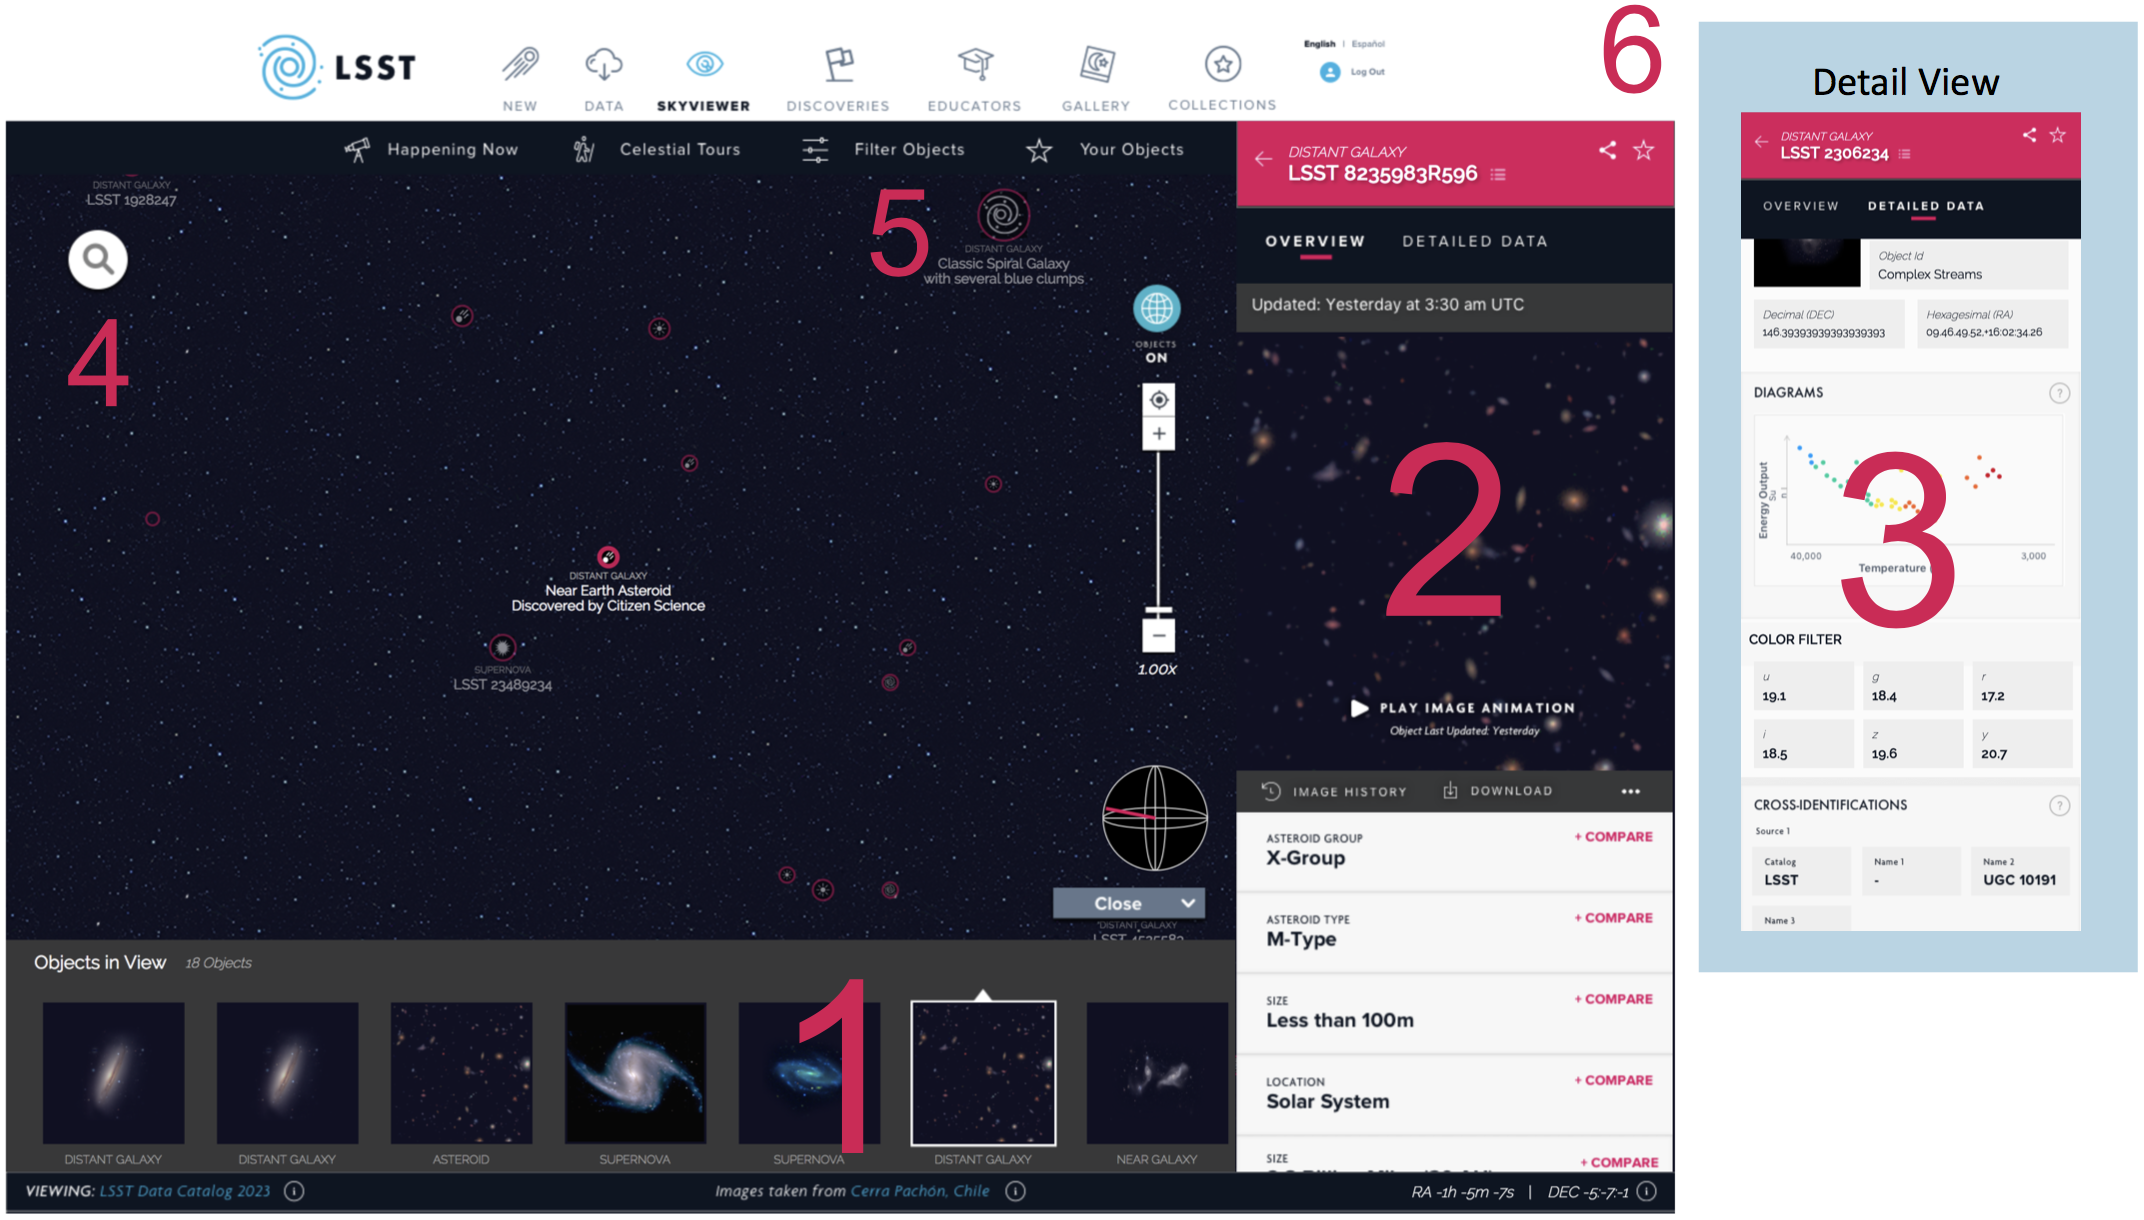 LSST
NEW
DATA
SKYVIEWER
DISCOVERIES
EDUCATORS
GALLERY
COLLECTIONS
English | Español
Log Out
6
Happening Now
Celestial Tours
Filter Objects
Your Objects
DISTANT GALAXY
LSST 1928247
4
5
DISTANT GALAXY
Classic Spiral Galaxy
with several blue clumps
OBJECTS
ON
1.00X
DISTANT GALAXY
Near Earth Asteroid
Discovered by Citizen Science
SUPERNOVA
LSST 23489234
Close
DISTANT GALAXY
Objects in View 18 Objects
1
DISTANT GALAXY
DISTANT GALAXY
ASTEROID
SUPERNOVA
SUPERNOVA
DISTANT GALAXY
NEAR GALAXY
VIEWING: LSST Data Catalog 2023
Images taken from Cerra Pachón, Chile
RA -1h -5m -7s | DEC -5:-7:-1
DISTANT GALAXY
LSST 8235983R596
OVERVIEW
DETAILED DATA
Updated: Yesterday at 3:30 am UTC
2
PLAY IMAGE ANIMATION
Object Last Updated: Yesterday
IMAGE HISTORY
DOWNLOAD
ASTEROID GROUP
X-Group
+ COMPARE
ASTEROID TYPE
M-Type
+ COMPARE
SIZE
Less than 100m
+ COMPARE
LOCATION
Solar System
+ COMPARE
SIZE
+ COMPARE
Detail View
DISTANT GALAXY
LSST 2306234
OVERVIEW
DETAILED DATA
Object Id
Complex Streams
Decimal (DEC)
146.39393939393939393
Hexagesimal (RA)
09.46.49.52,+16:02:34.26
DIAGRAMS
?
Energy Output
40,000
3,000
Temperature
3
COLOR FILTER
u
19.1
g
18.4
r
17.2
i
18.5
z
19.6
y
20.7
CROSS-IDENTIFICATIONS
?
Source 1
Catalog
LSST
Name 1
-
Name 2
UGC 10191
Name 3